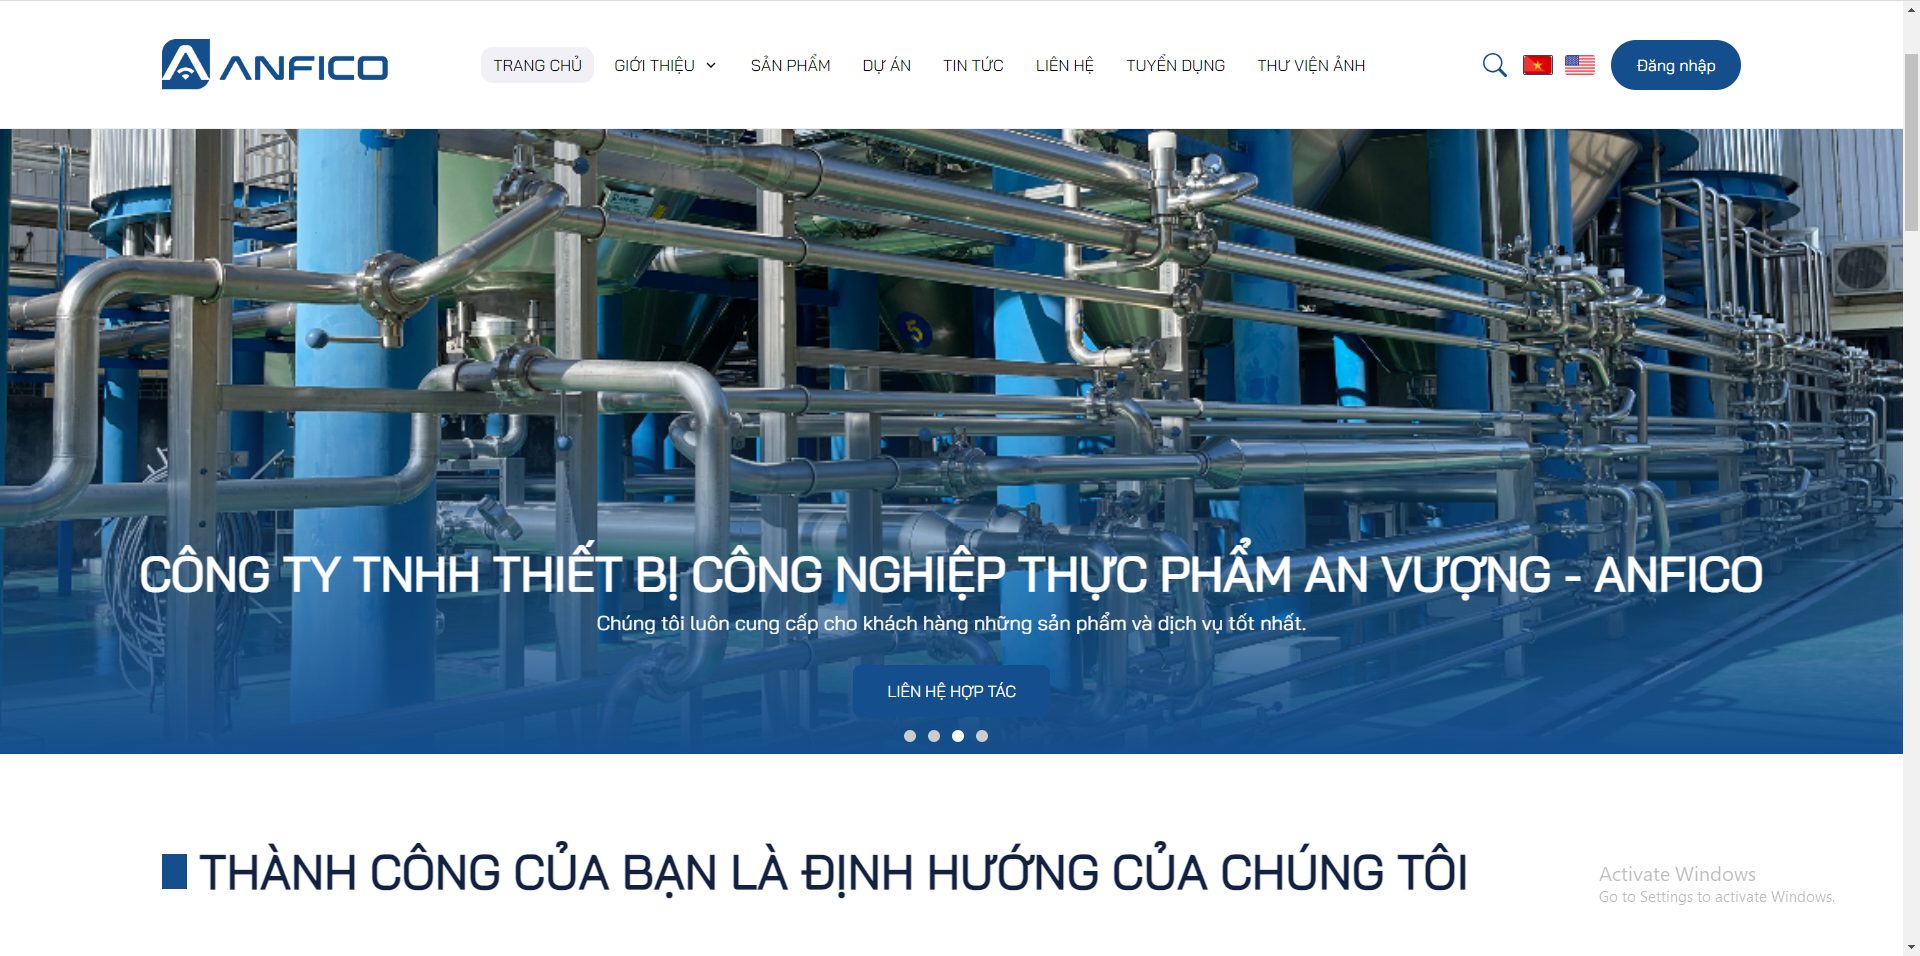 ANFICO
TRANG CHỦ
GIỚI THIỆU
SẢN PHẨM
DỰ ÁN
TIN TỨC
LIÊN HỆ
TUYỂN DỤNG
THƯ VIỆN ẢNH
Đăng nhập
5
CÔNG TY TNHH THIẾT BỊ CÔNG NGHIỆP THỰC PHẨM AN VƯỢNG - ANFICO
Chúng tôi luôn cung cấp cho khách hàng những sản phẩm và dịch vụ tốt nhất.
LIÊN HỆ HỢP TÁC
THÀNH CÔNG CỦA BẠN LÀ ĐỊNH HƯỚNG CỦA CHÚNG TÔI
Activate Windows
Go to Settings to activate Windows.